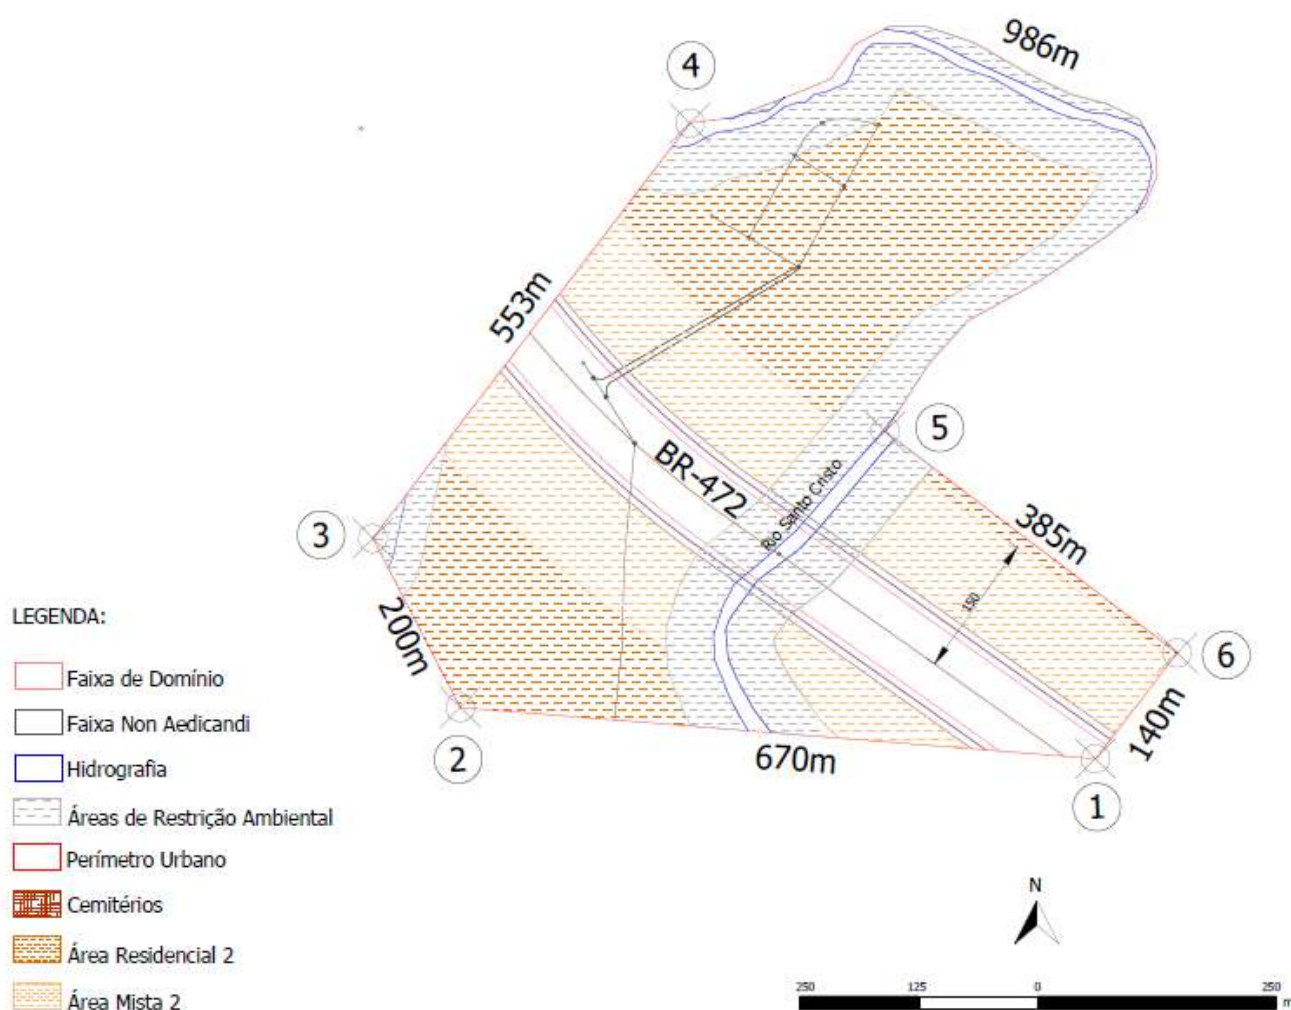 986m
4
553m
5
BR-472
Rio Santo Cristo
385m
3
150
200m
6
140m
2
670m
1
LEGENDA:
Faixa de Domínio
Faixa Non Aedicandi
Hidrografia
Áreas de Restrição Ambiental
Perímetro Urbano
Cemitérios
Área Residencial 2
Área Mista 2
N
250 125 0 250
m